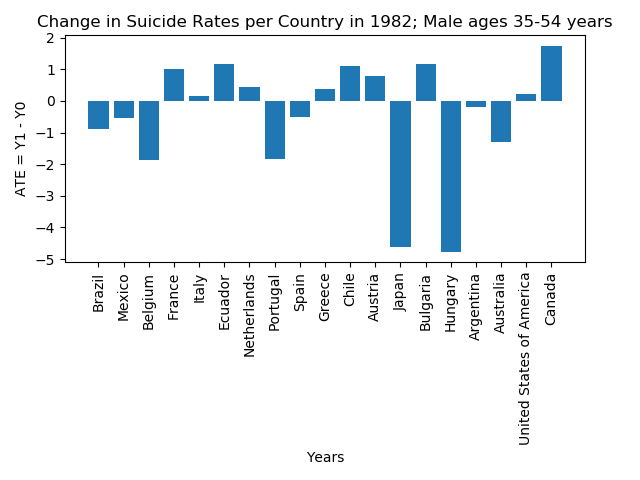 Change in Suicide Rates per Country in 1982; Male ages 35-54 years
ATE = Y1 - Y0
2
1
0
−1
−2
−3
−4
−5
Brazil
Mexico
Belgium
France
Italy
Ecuador
Netherlands
Portugal
Spain
Greece
Chile
Austria
Japan
Bulgaria
Hungary
Argentina
Australia
United States of America
Canada
Years